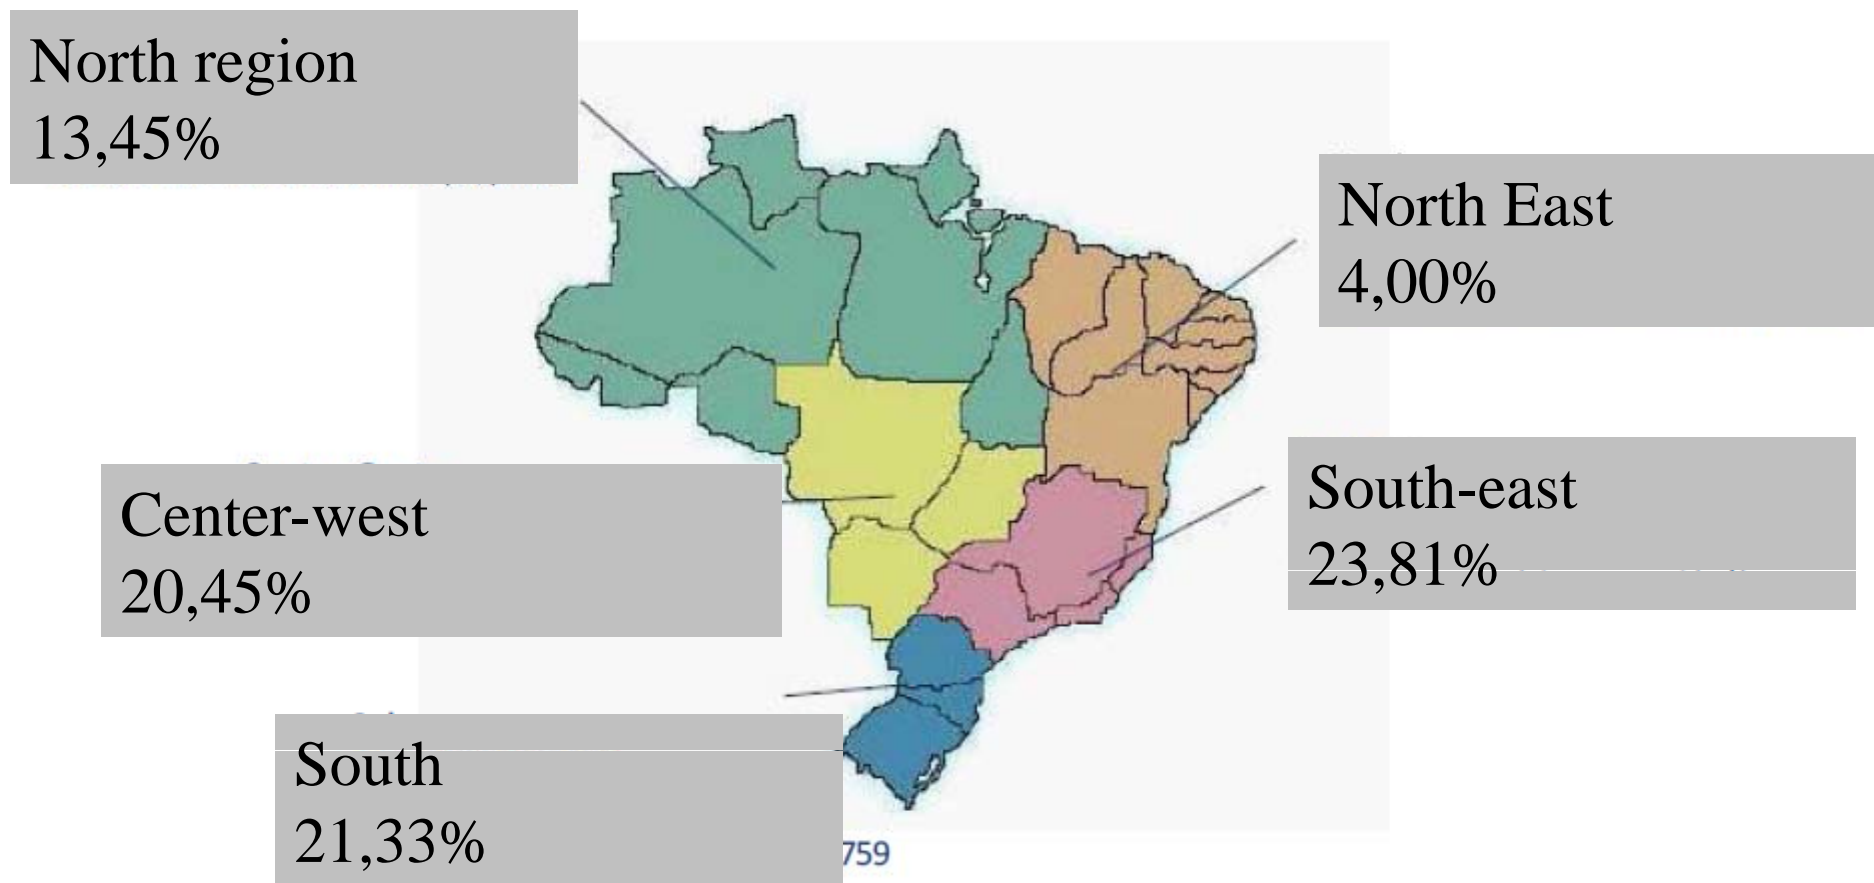 North region
13,45%
North East
4,00%
Center-west
20,45%
South-east
23,81%
South
21,33%
759